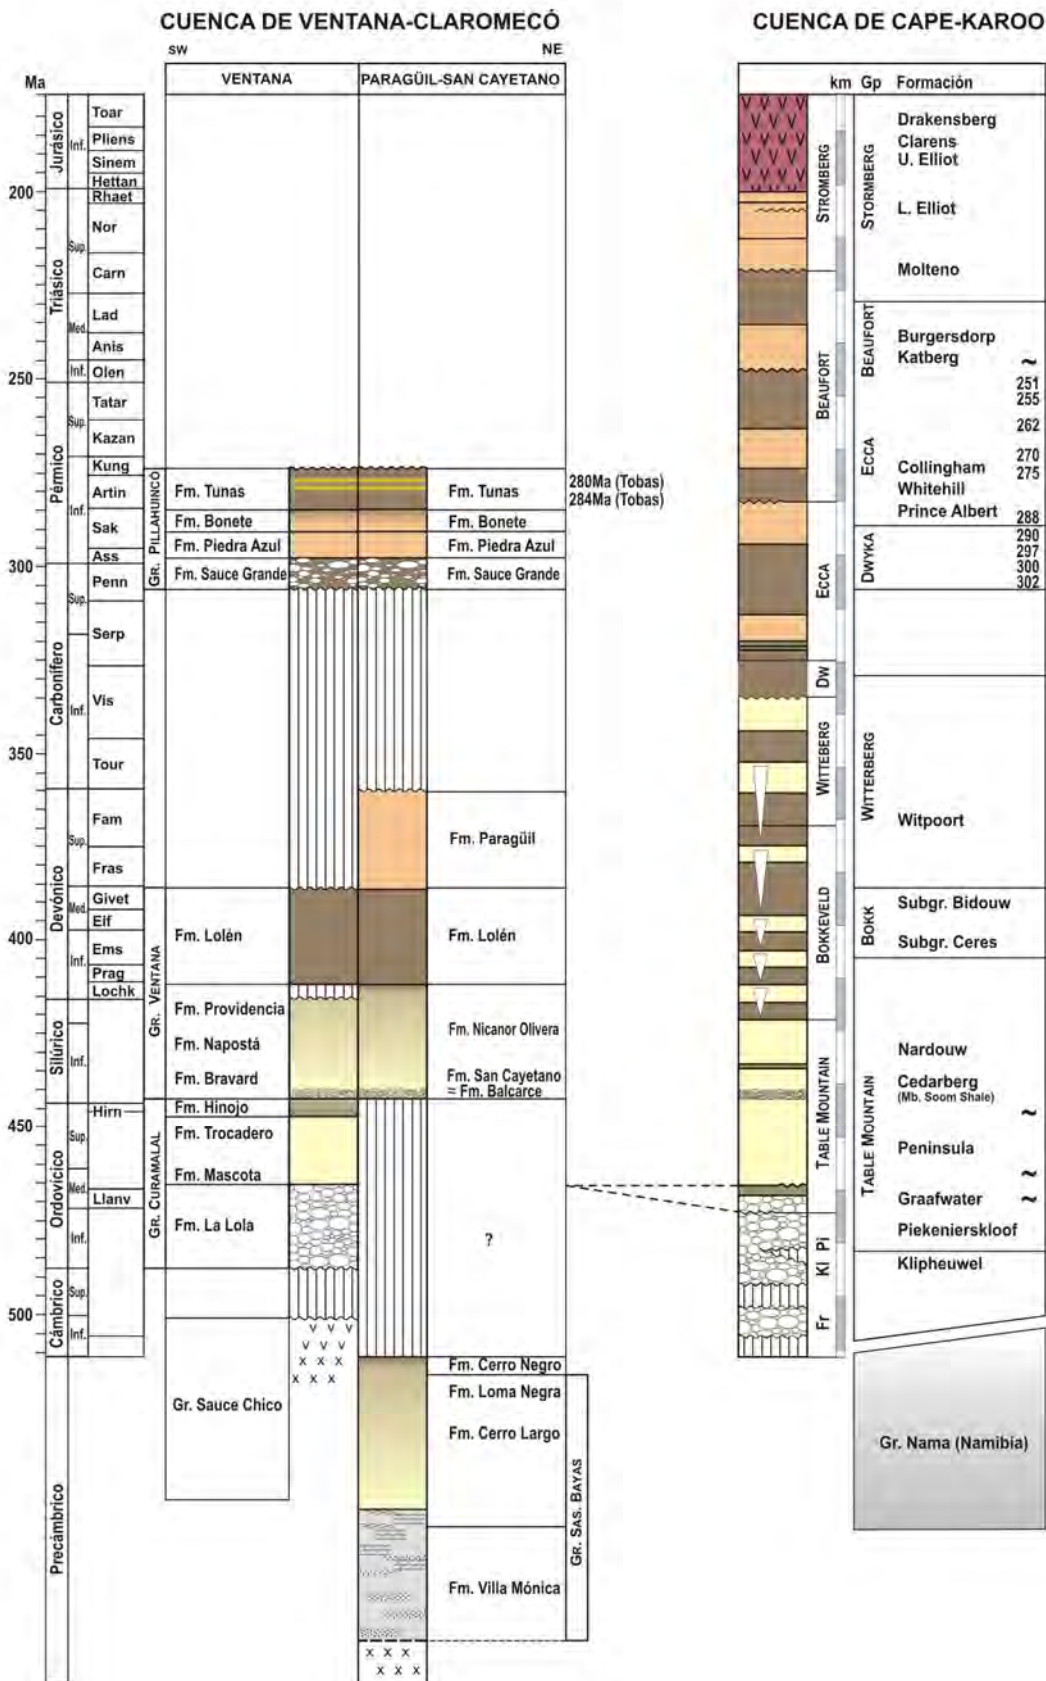 CUENCA DE VENTANA-CLAROMECÓ
CUENCA DE CAPE-KAROO
SW
NE
Ma
VENTANA
PARAGÜIL-SAN CAYETANO
Jurásico
Inf.
Toar
Pliens
Sinem
Hettan
200
Triásico
Sup.
Rhaet
Nor
Carn
Med.
Lad
Anis
Inf.
Olen
250
Pérmico
Sup.
Tatar
Kazan
Inf.
Kung
Artin
Sak
Ass
300
Carbonífero
Sup.
Penn
Serp
Inf.
Vis
350
Tour
Devónico
Sup.
Fam
Fras
Med.
Givet
Eif
400
Inf.
Ems
Prag
Lochk
Silúrico
Inf.
Ordovícico
Hirn
450
Sup.
Med.
Llanv
Inf.
Cámbrico
Sup.
500
Inf.
Precámbrico
GR. PILLAHUINCÓ
Fm. Tunas
Fm. Tunas
280Ma (Tobas)
284Ma (Tobas)
Fm. Bonete
Fm. Bonete
Fm. Piedra Azul
Fm. Piedra Azul
Fm. Sauce Grande
Fm. Sauce Grande
Fm. Paragüil
GR. VENTANA
Fm. Lolén
Fm. Lolén
Fm. Providencia
Fm. Nicanor Olivera
Fm. Napostá
Fm. Bravard
Fm. San Cayetano
= Fm. Balcarce
GR. CURAMALAL
Fm. Hinojo
Fm. Trocadero
Fm. Mascota
Fm. La Lola
?
v v v
v v v
x x x
x x x
Gr. Sauce Chico
Fm. Cerro Negro
Fm. Loma Negra
Fm. Cerro Largo
Fm. Villa Mónica
GR. SAS. BAYAS
x x x
x x x
km Gp Formación
STROMBERG
BEAUFORT
ECCA
Dw
WITTEBERG
BOKKEVELD
TABLE MOUNTAIN
Pi
Kl
Fr
STORMBERG
Drakensberg
Clarens
U. Elliot
L. Elliot
Molteno
BEAUFORT
Burgersdorp
Katberg
~
251
255
262
ECCA
270
Collingham
275
Whitehill
Prince Albert
288
DWYKA
290
297
300
302
WITTERBERG
Witpoort
BOKK
Subgr. Bidouw
Subgr. Ceres
TABLE MOUNTAIN
Nardouw
Cedarberg
(Mb. Soom Shale)
~
Peninsula
~
Graafwater
~
Piekenierskloof
Klipheuwel
Gr. Nama (Namibia)